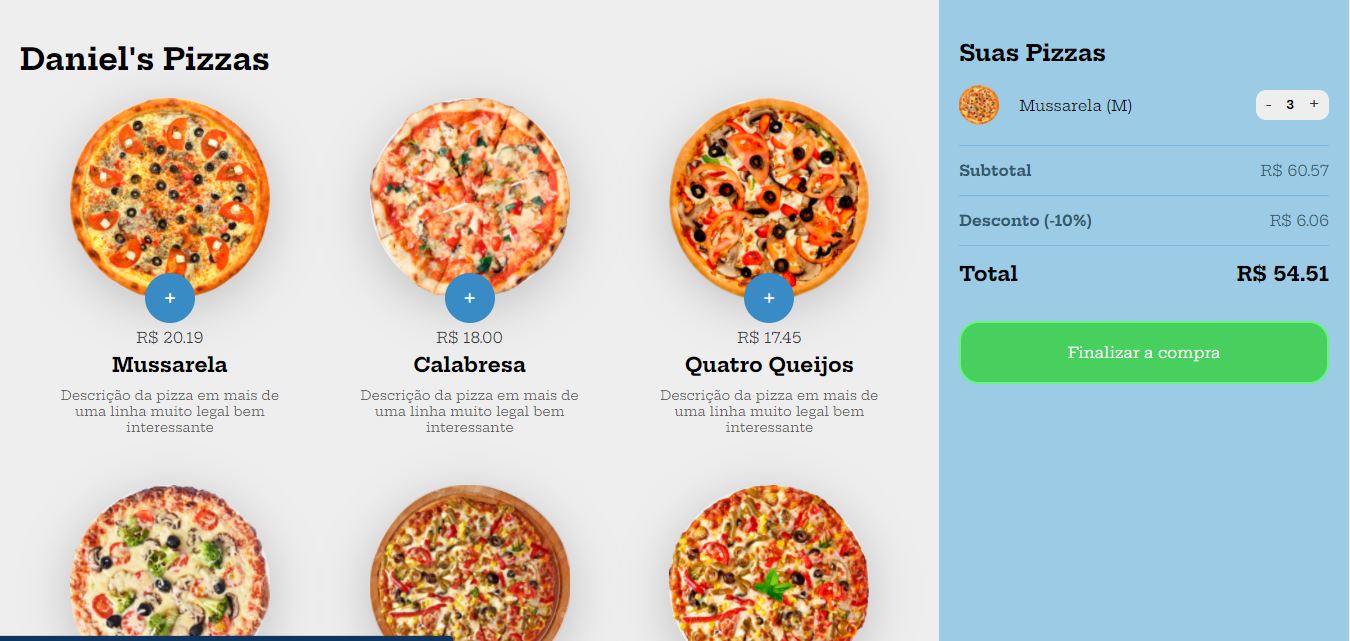 Daniel's Pizzas
+
R$ 20.19
Mussarela
Descrição da pizza em mais de
uma linha muito legal bem
interessante
+
R$ 18.00
Calabresa
Descrição da pizza em mais de
uma linha muito legal bem
interessante
+
R$ 17.45
Quatro Queijos
Descrição da pizza em mais de
uma linha muito legal bem
interessante
Suas Pizzas
Mussarela (M) - 3 +
Subtotal R$ 60.57
Desconto (-10%) R$ 6.06
Total R$ 54.51
Finalizar a compra